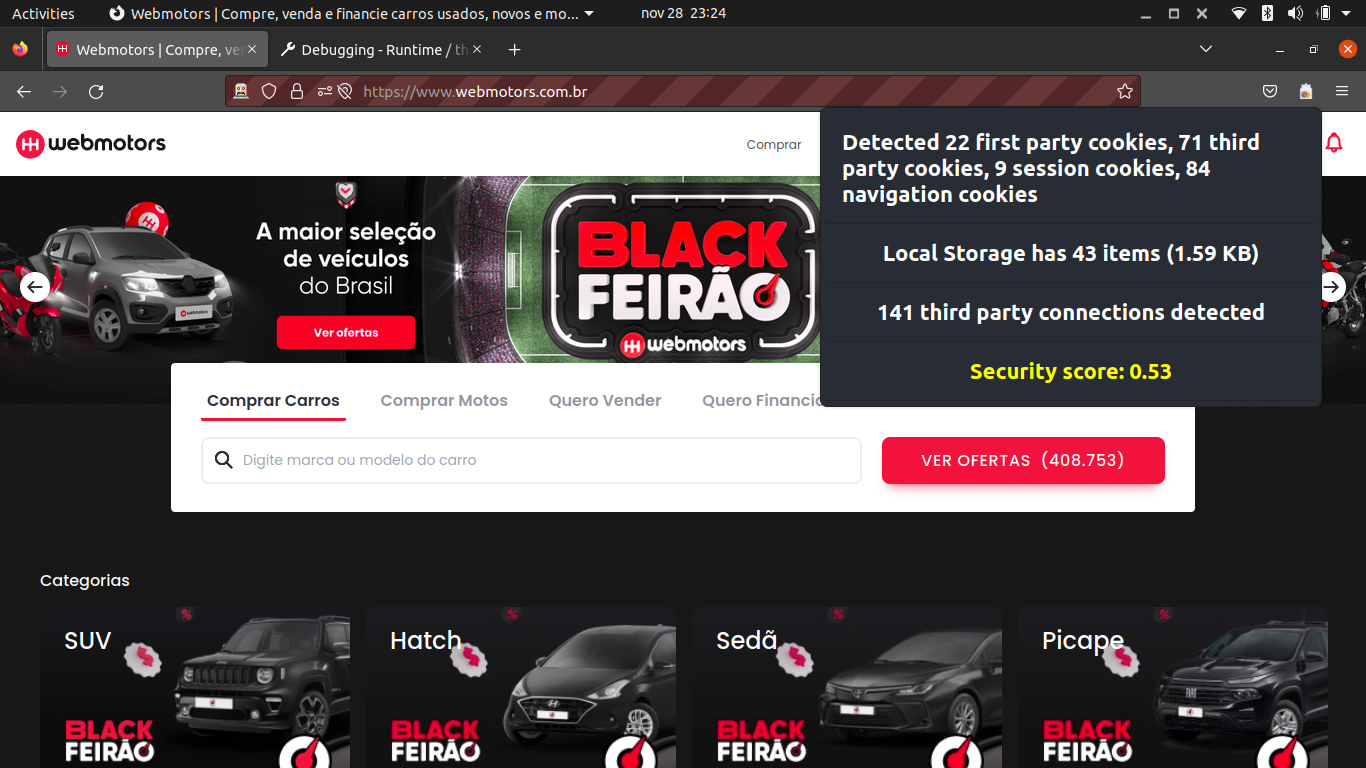 Activities
Webmotors | Compre, venda e financie carros usados, novos e mo...
nov 28 23:24
Webmotors | Compre, ve
Debugging - Runtime / th
https://www.webmotors.com.br
webmotors
Comprar
Detected 22 first party cookies, 71 third
party cookies, 9 session cookies, 84
navigation cookies
Local Storage has 43 items (1.59 KB)
141 third party connections detected
Security score: 0.53
A maior seleção
de veículos
do Brasil
Ver ofertas
BLACK
FEIRÃO
webmotors
Comprar Carros
Comprar Motos
Quero Vender
Quero Financia
Digite marca ou modelo do carro
VER OFERTAS (408.753)
Categorias
SUV
BLACK
FEIRÃO
Hatch
BLACK
FEIRÃO
Sedã
BLACK
FEIRÃO
Picape
BLACK
FEIRÃO